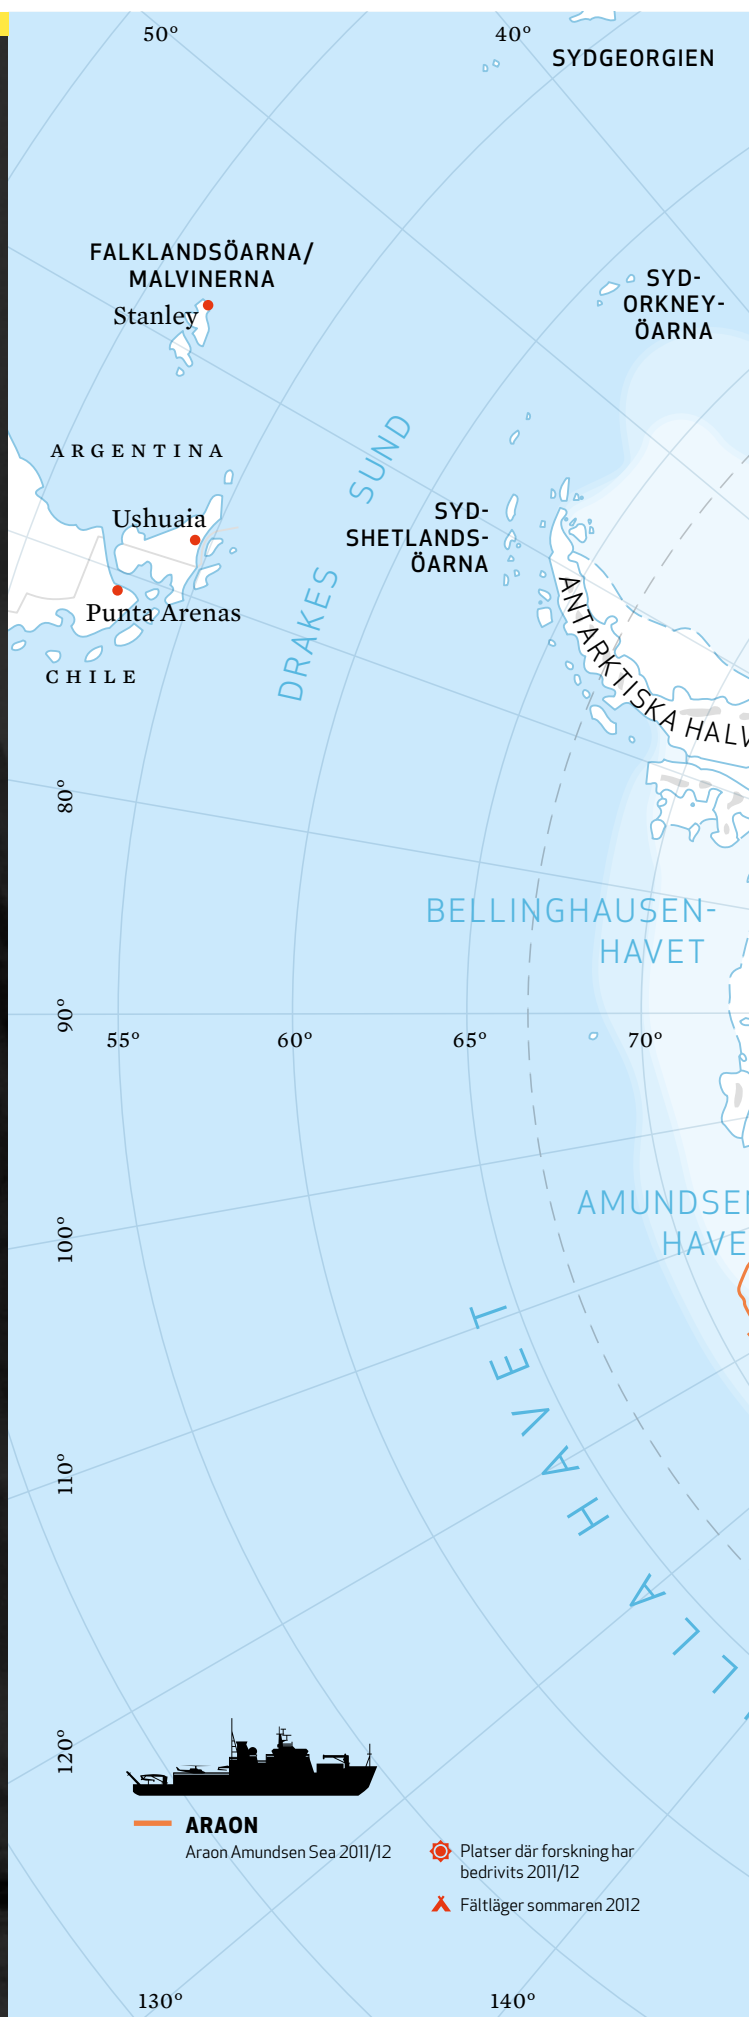 50°
40°
SYDGEORGIEN
FALKLANDSÖARNA/
MALVINERNA
Stanley
SYD-
ORKNEY-
ÖARNA
ARGENTINA
DRAKES SUND
Ushuaia
SYD-
SHETLANDS-
ÖARNA
Punta Arenas
CHILE
ANTARKTISKA HALV
80°
BELLINGHAUSEN-
HAVET
90°
55°
60°
65°
70°
AMUNDSEN
HAVE
100°
LLA HAVET
110°
120°
ARAON
Araon Amundsen Sea 2011/12
Platser där forskning har
bedrivits 2011/12
Fältläger sommaren 2012
130°
140°